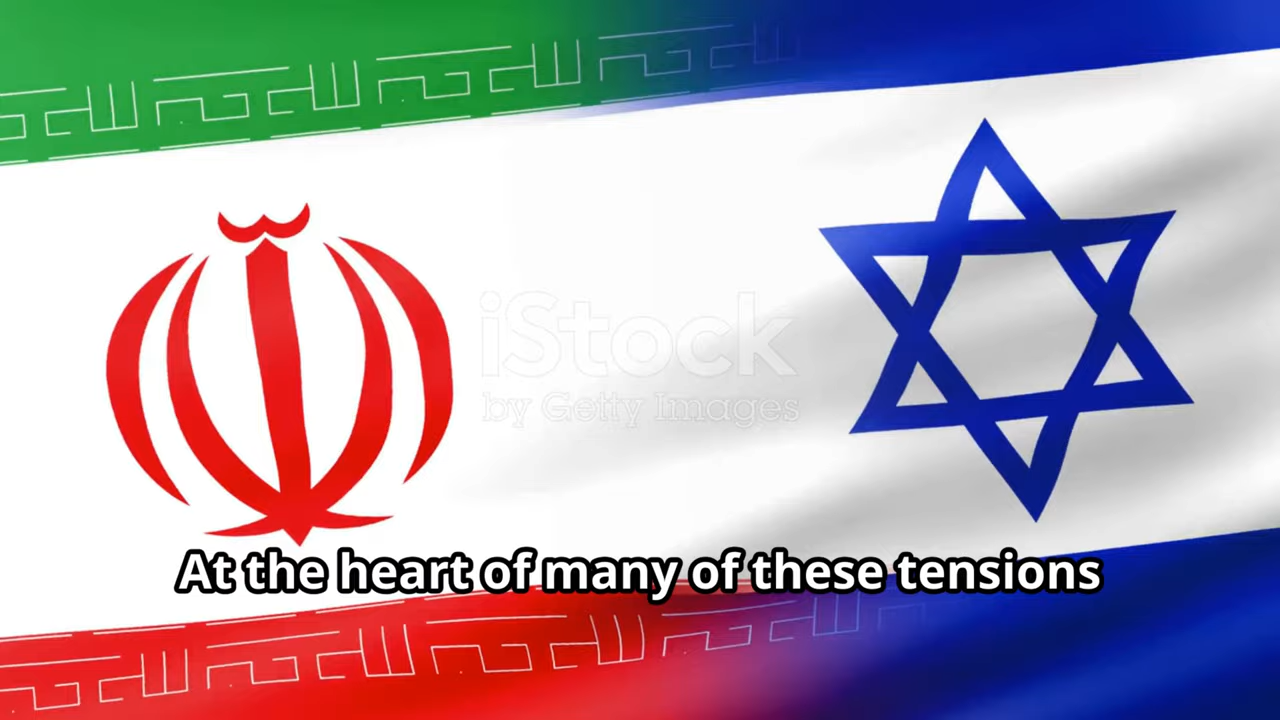 iStock
by Getty Images
At the heart of many of these tensions